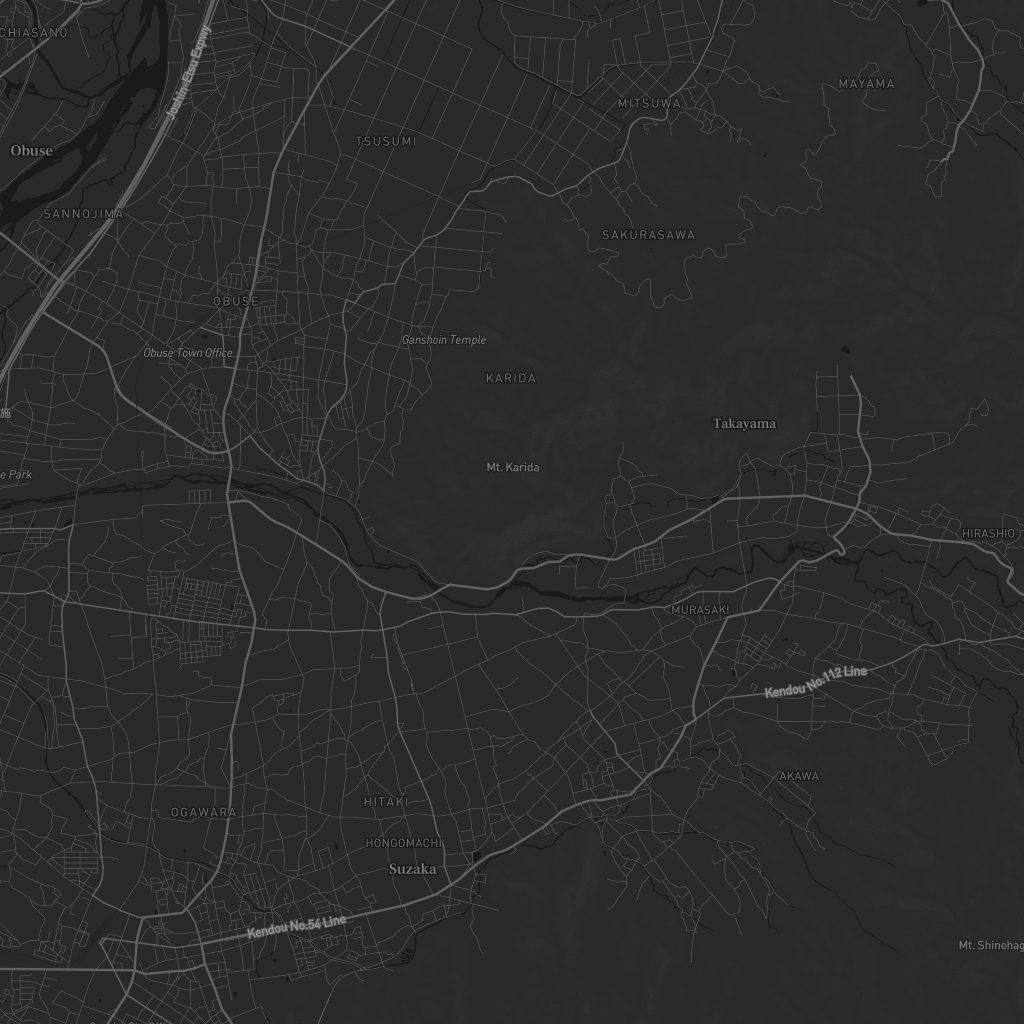 CHIASANO
Joshin-Etsu Expwy
MAYAMA
MITSUWA
TSUSUMI
Obuse
SANNOJIMA
SAKURASAWA
OBUSE
Ganshoin Temple
Obuse Town Office
KARIDA
施
Takayama
Mt. Karida
e Park
HIRASHIO
MURASAKI
Kendou No.112 Line
AKAWA
HITAKI
OGAWARA
HONGOMACHI
Suzaka
Kendou No.54 Line
Mt. Shinehag